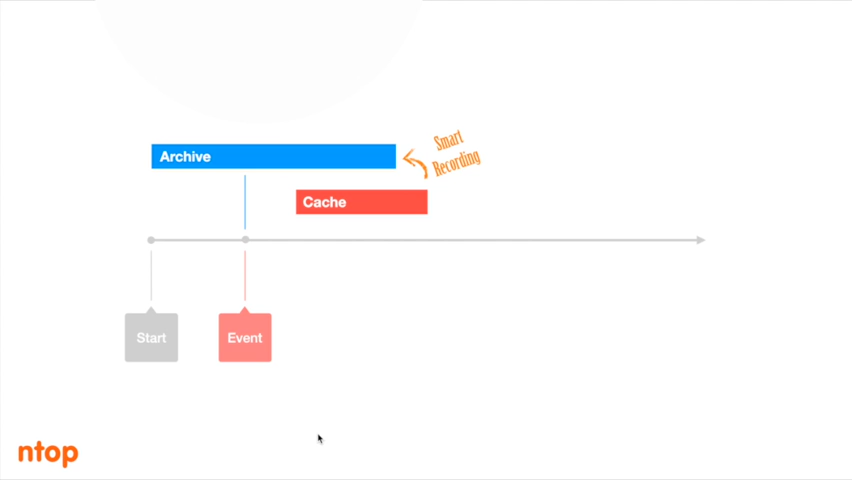 Archive
Smart
Recording
Cache
Start
Event
ntop